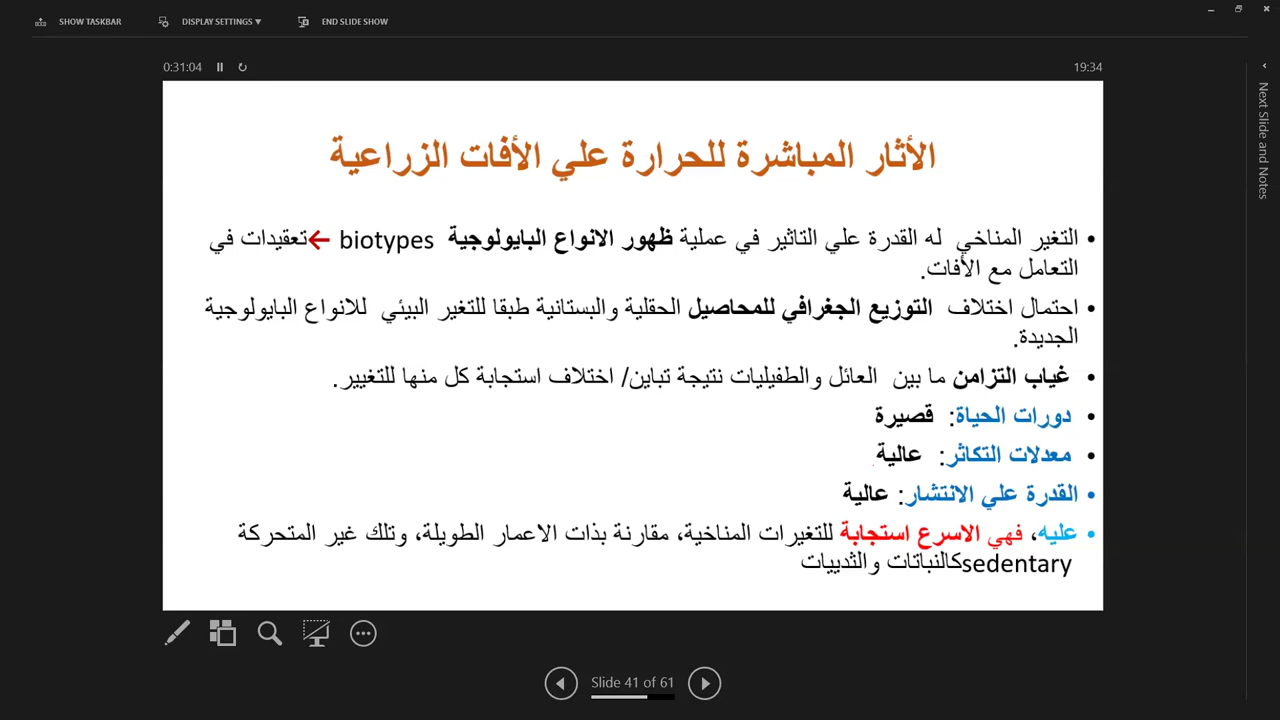 SHOW TASKBAR
DISPLAY SETTINGS
END SLIDE SHOW
0:31:04
19:34
Next Slide and Notes
الأثار المباشرة للحرارة علي الأفات الزراعية
• التغير المناخي له القدرة علي التاثير في عملية ظهور الانواع البايولوجية biotypes ←تعقيدات في
التعامل مع الأفات.
• احتمال اختلاف التوزيع الجغرافي للمحاصيل الحقلية والبستانية طبقا للتغير البيئي للانواع البايولوجية
الجديدة.
• غياب التزامن ما بين العائل والطفيليات نتيجة تباين/ اختلاف استجابة كل منها للتغيير.
• دورات الحياة: قصيرة
• معدلات التكاثر: عالية
• القدرة علي الانتشار: عالية
• عليه، فهي الاسرع استجابة للتغيرات المناخية، مقارنة بذات الاعمار الطويلة، وتلك غير المتحركة
sedentaryكالنباتات والثدييات
Slide 41 of 61